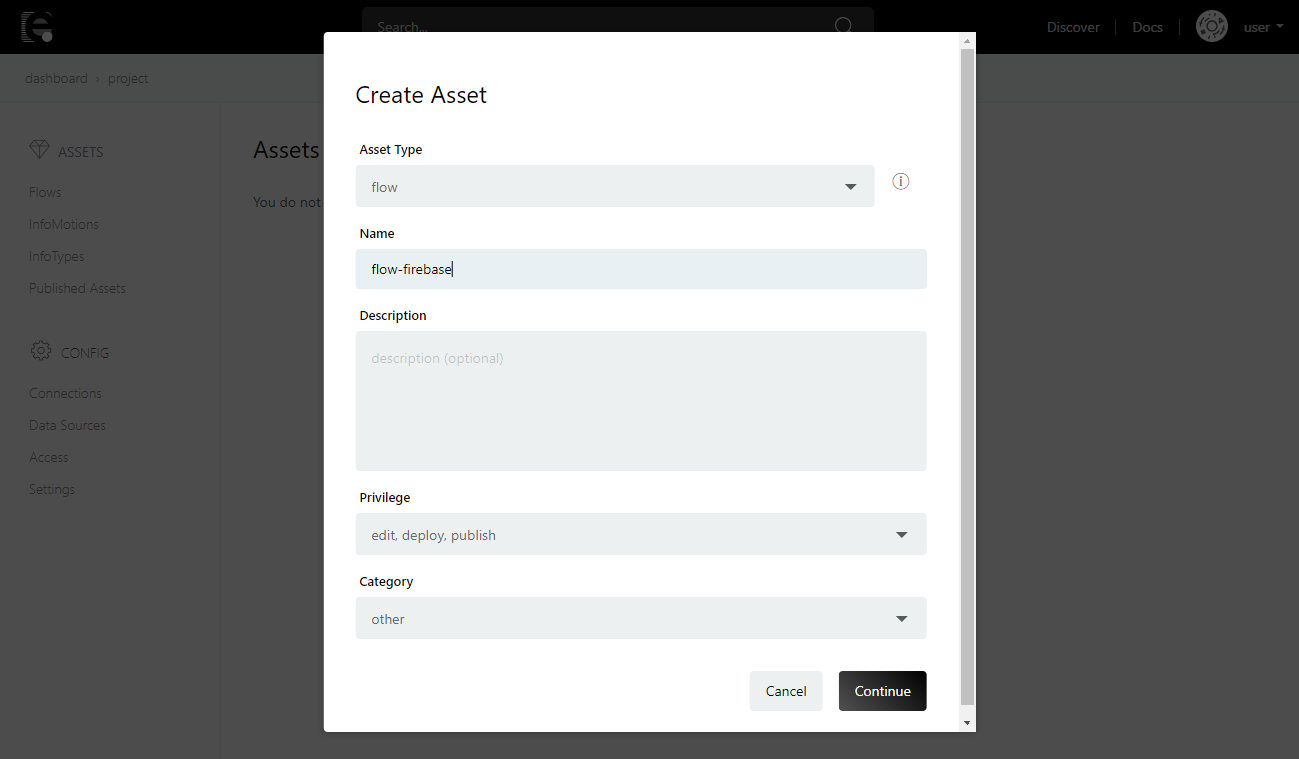 Search...
Discover
Docs
user
dashboard › project
Create Asset
ASSETS
Flows
InfoMotions
InfoTypes
Published Assets
CONFIG
Connections
Data Sources
Access
Settings
Assets
You do not
Asset Type
flow
Name
flow-firebase
Description
description (optional)
Privilege
edit, deploy, publish
Category
other
Cancel
Continue